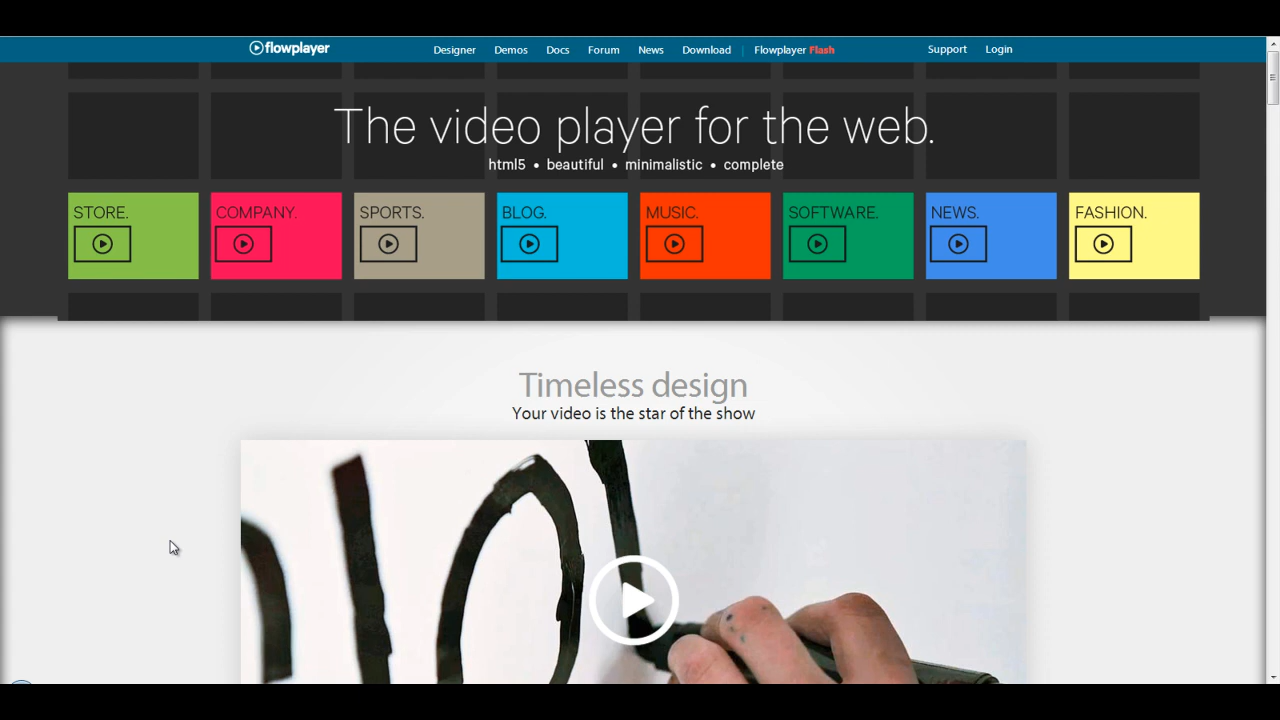 flowplayer Designer Demos Docs Forum News Download | Flowplayer Flash Support Login
The video player for the web.
html5 • beautiful • minimalistic • complete
STORE. COMPANY. SPORTS. BLOG. MUSIC. SOFTWARE. NEWS. FASHION.
Timeless design
Your video is the star of the show